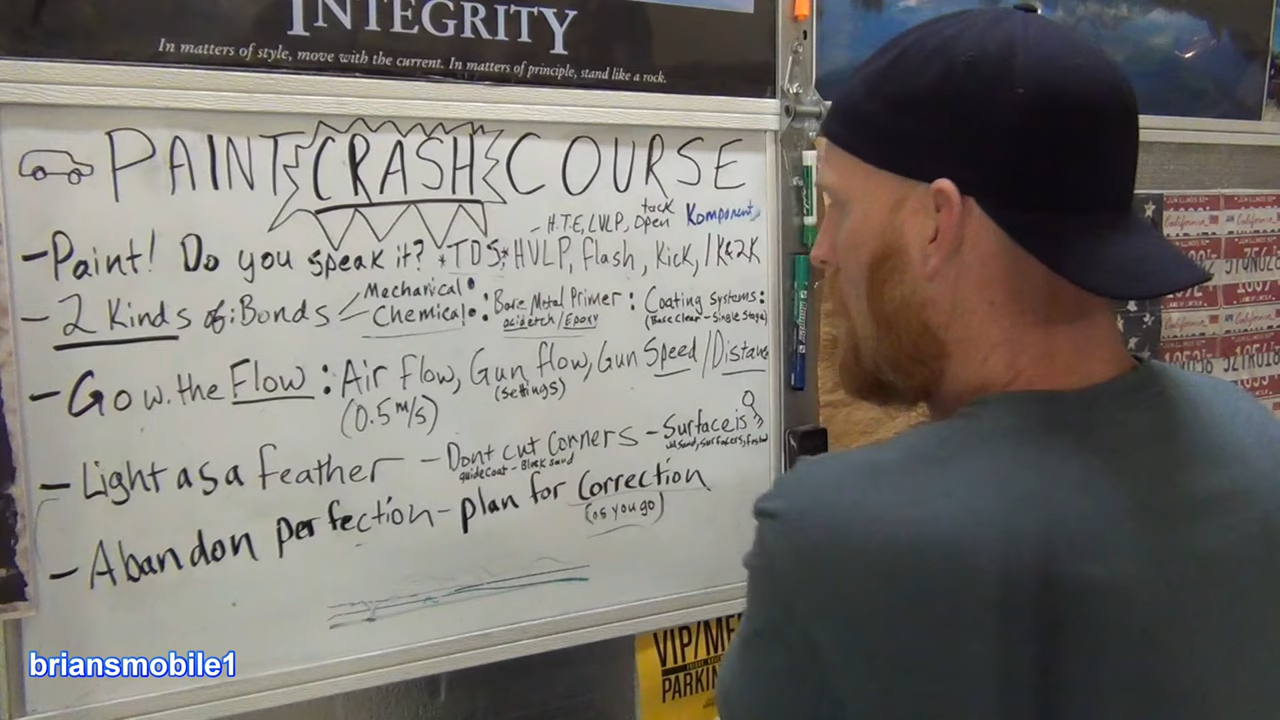 INTEGRITY
In matters of style, move with the current. In matters of principle, stand like a rock.
PAINT CRASH COURSE
- H.T.E, LVLP, tack Open Komponent
- Paint! Do you speak it? *TDS* HVLP, Flash, Kick, 1K&2K
- 2 Kinds of: Bonds < Mechanical • Chemical • : Bare Metal Primer : Coating Systems:
acid etch / Epoxy (Base Clear - Single Stage)
- Go w. the Flow : Air flow, Gun flow, Gun Speed / Distance
(0.5 m/s) (settings)
- Light as a feather - Dont cut corners - Surface is
guide coat - Block sand
- Abandon perfection - plan for correction
(as you go)
VIP/ME
PARKIN
California
briansmobile1